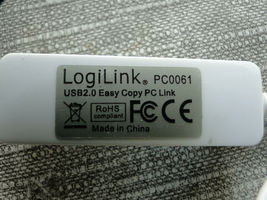 LogiLink® PC0061
USB2.0 Easy Copy PC Link
RoHS compliant FC CE
Made in China